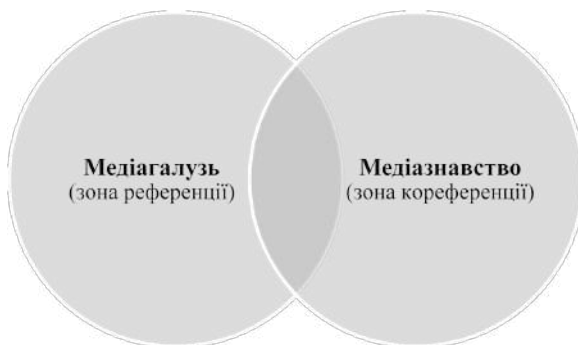 Медіагалузь
(зона референції)
Медіазнавство
(зона кореференції)